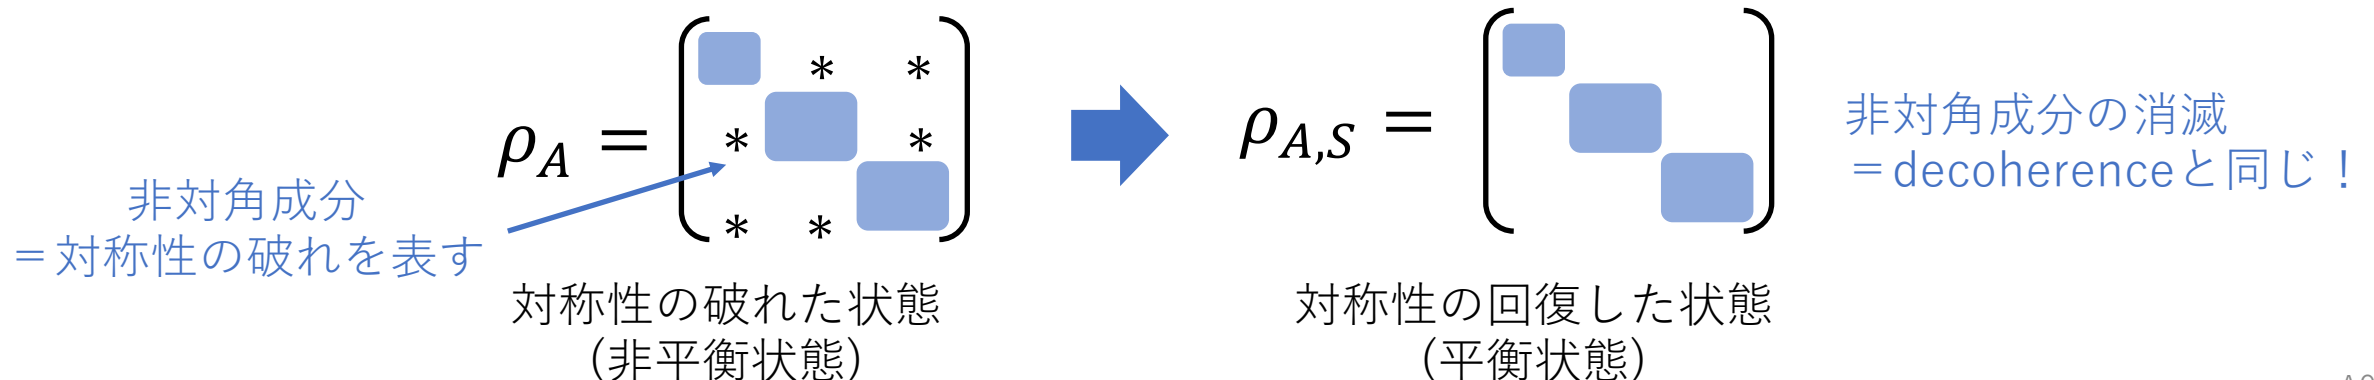 非対角成分
＝対称性の破れを表す
ρ_A =
* *
* *
* *
対称性の破れた状態
（非平衡状態）
ρ_{A,S} =
対称性の回復した状態
（平衡状態）
非対角成分の消滅
＝decoherenceと同じ！